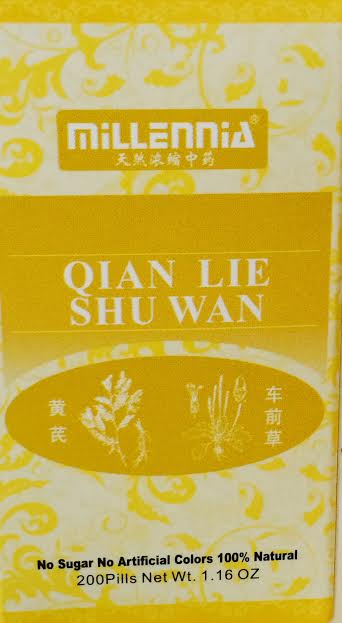 MiLLENNiA®
天然浓缩中药
QIAN LIE
SHU WAN
黄芪
车前草
No Sugar No Artificial Colors 100% Natural
200Pills Net Wt. 1.16 OZ